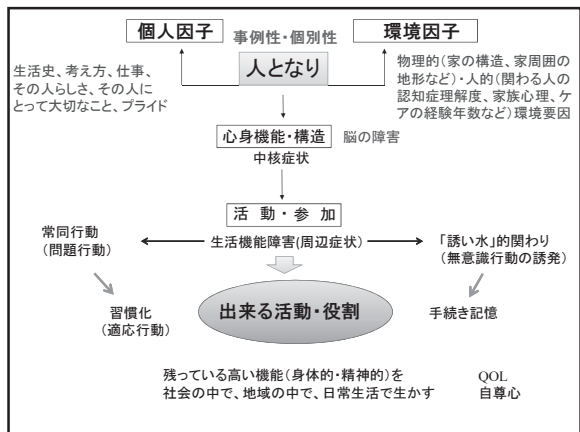 個人因子
事例性・個別性
環境因子
人となり
生活史、考え方、仕事、
その人らしさ、その人に
とって大切なこと、プライド
物理的(家の構造、家周囲の
地形など)・人的(関わる人の
認知症理解度、家族心理、ケ
アの経験年数など)環境要因
心身機能・構造
脳の障害
中核症状
活動・参加
常同行動
(問題行動)
生活機能障害(周辺症状)
「誘い水」的関わり
(無意識行動の誘発)
習慣化
(適応行動)
出来る活動・役割
手続き記憶
残っている高い機能(身体的・精神的)を
社会の中で、地域の中で、日常生活で生かす
QOL
自尊心